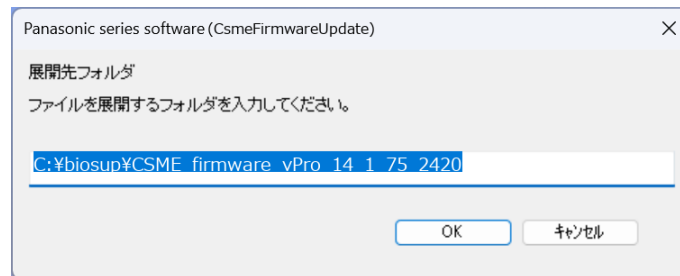 Panasonic series software (CsmeFirmwareUpdate)
展開先フォルダ
ファイルを展開するフォルダを入力してください。
C:¥biosup¥CSME_firmware_vPro_14_1_75_2420
OK
キャンセル